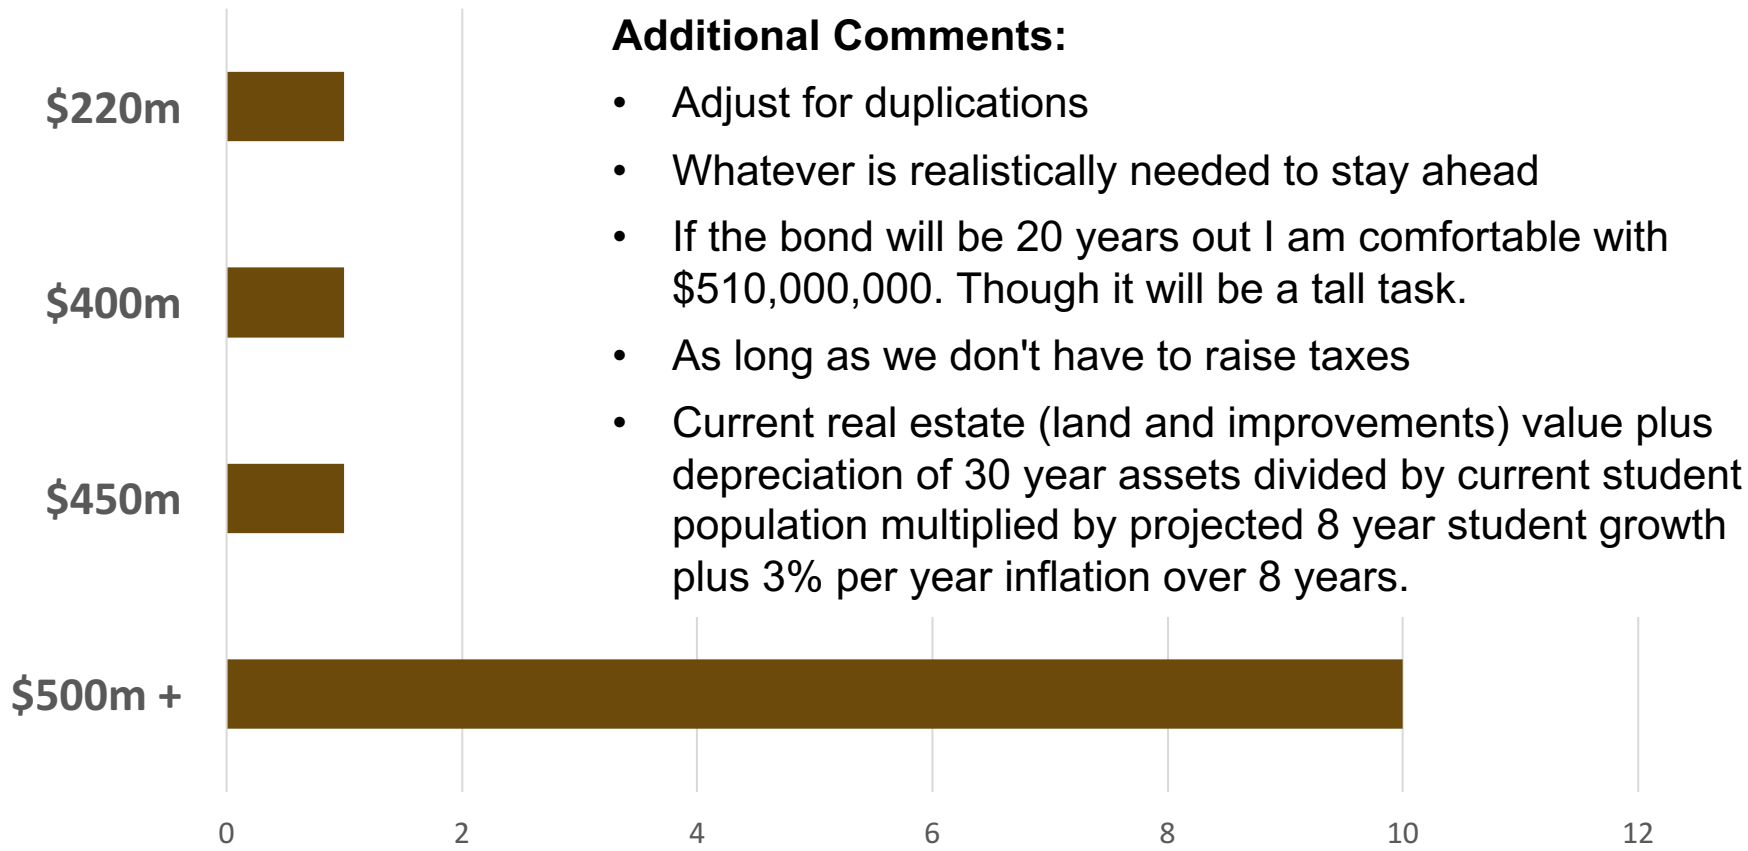 Additional Comments:
• Adjust for duplications
• Whatever is realistically needed to stay ahead
• If the bond will be 20 years out I am comfortable with
$510,000,000. Though it will be a tall task.
• As long as we don't have to raise taxes
• Current real estate (land and improvements) value plus
depreciation of 30 year assets divided by current student
population multiplied by projected 8 year student growth
plus 3% per year inflation over 8 years.
$220m
$400m
$450m
$500m +
0 2 4 6 8 10 12